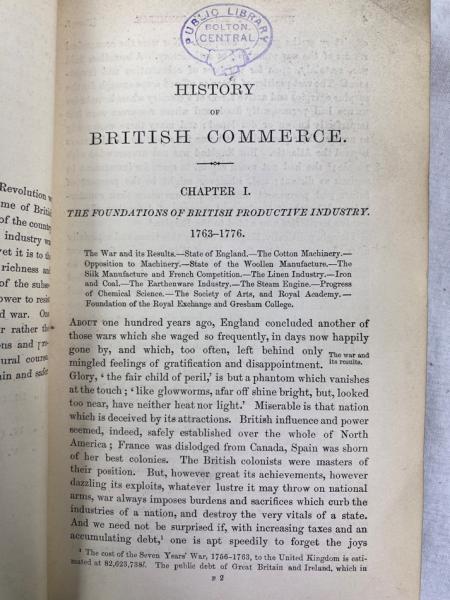 PUBLIC LIBRARY
BOLTON
CENTRAL
HISTORY
OF
BRITISH COMMERCE.
CHAPTER I.
THE FOUNDATIONS OF BRITISH PRODUCTIVE INDUSTRY.
1763–1776.
The War and its Results.—State of England.—The Cotton Machinery.—
Opposition to Machinery.—State of the Woollen Manufacture.—The
Silk Manufacture and French Competition.—The Linen Industry.—Iron
and Coal.—The Earthenware Industry.—The Steam Engine.—Progress
of Chemical Science.—The Society of Arts, and Royal Academy.—
Foundation of the Royal Exchange and Gresham College.
ABOUT one hundred years ago, England concluded another
of those wars which she waged so frequently, in days now happily
gone by, and which, too often, left behind only
mingled feelings of gratification and disappointment.
The war and
its results.
Glory, ‘ the fair child of peril,’ is but a phantom which vanishes
at the touch ; ‘ like glowworms, afar off shine bright, but, looked
too near, have neither heat nor light.’ Miserable is that nation
which is deceived by its attractions. British influence and power
seemed, indeed, safely established over the whole of North
America ; France was dislodged from Canada, Spain was shorn
of her best colonies. The British colonists were masters of
their position. But, however great its achievements, however
dazzling its exploits, whatever lustre it may throw on national
arms, war always imposes burdens and sacrifices which curb the
industries of a nation, and destroy the very vitals of a state.
And we need not be surprised if, with increasing taxes and an
accumulating debt,¹ one is apt speedily to forget the joys
¹ The cost of the Seven Years’ War, 1756–1763, to the United Kingdom is esti-
mated at 82,623,738l. The public debt of Great Britain and Ireland, which in
F 2
Revolution
me of
of the country
industry
yet it is to
richness and
of the
power to resist
d war. One
r rather the
ons and
ural course,
ain and safer